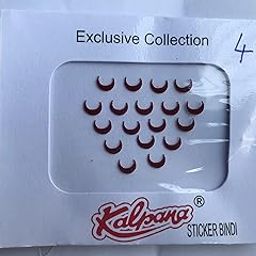 Exclusive Collection
4
Kalpana ®
STICKER BINDI